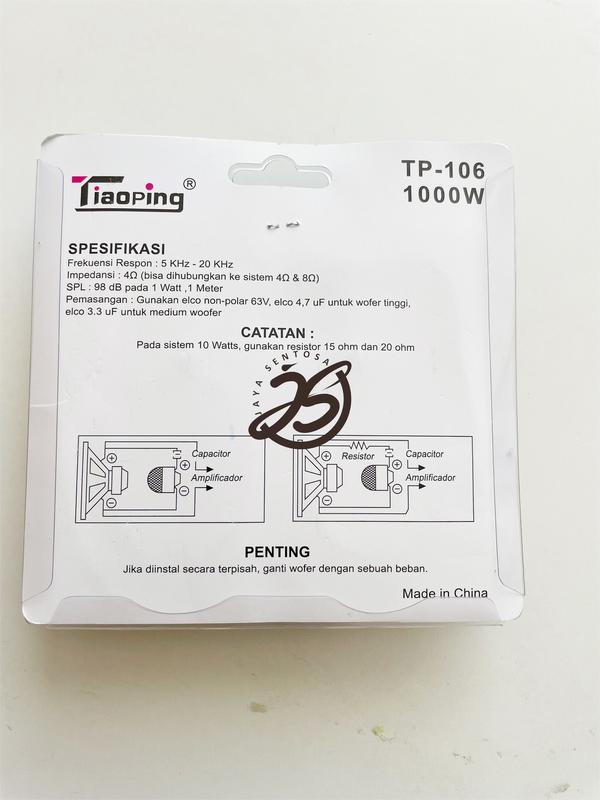 Tiaoping®
TP-106
1000W
SPESIFIKASI
Frekuensi Respon : 5 KHz - 20 KHz
Impedansi : 4Ω (bisa dihubungkan ke sistem 4Ω & 8Ω)
SPL : 98 dB pada 1 Watt ,1 Meter
Pemasangan : Gunakan elco non-polar 63V, elco 4,7 uF untuk wofer tinggi,
elco 3.3 uF untuk medium woofer
CATATAN :
Pada sistem 10 Watts, gunakan resistor 15 ohm dan 20 ohm
JAYA SENTOSA
JS
Capacitor
Amplificador
Resistor
Capacitor
Amplificador
PENTING
Jika diinstal secara terpisah, ganti wofer dengan sebuah beban.
Made in China